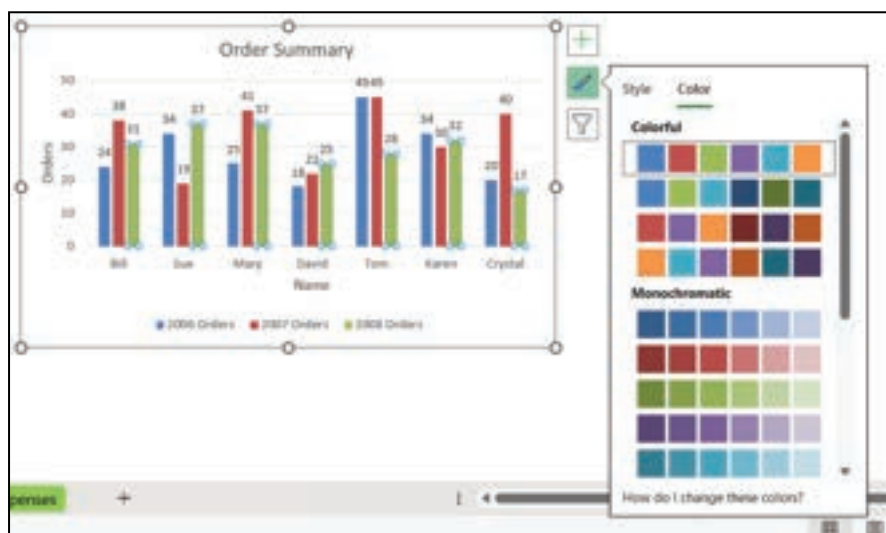 Order Summary
Style Color
Colorful
Monochromatic
How do I change these colors?
Orders
50
40
30
20
10
0
24 38 31
34 19 37
25 41 37
18 22 25
45 45 28
34 30 32
20 40 17
Bill Sue Mary David Tom Karen Crystal
Name
2006 Orders 2007 Orders 2008 Orders
penses